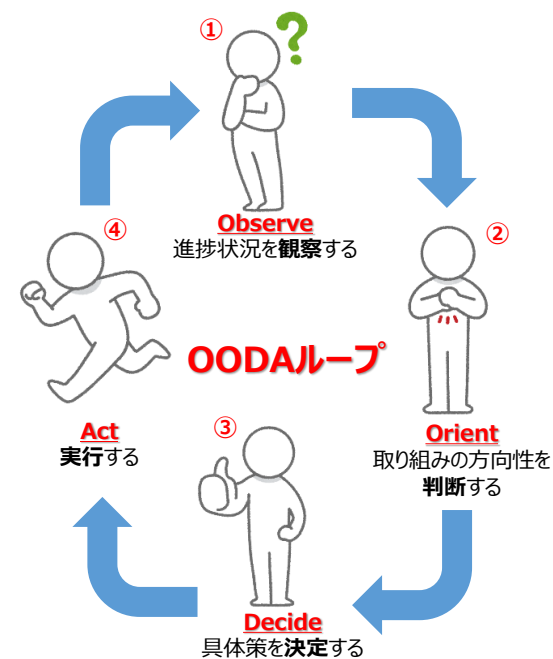 ①
Observe
進捗状況を観察する
②
Orient
取り組みの方向性を
判断する
③
Decide
具体策を決定する
④
Act
実行する
OODAループ